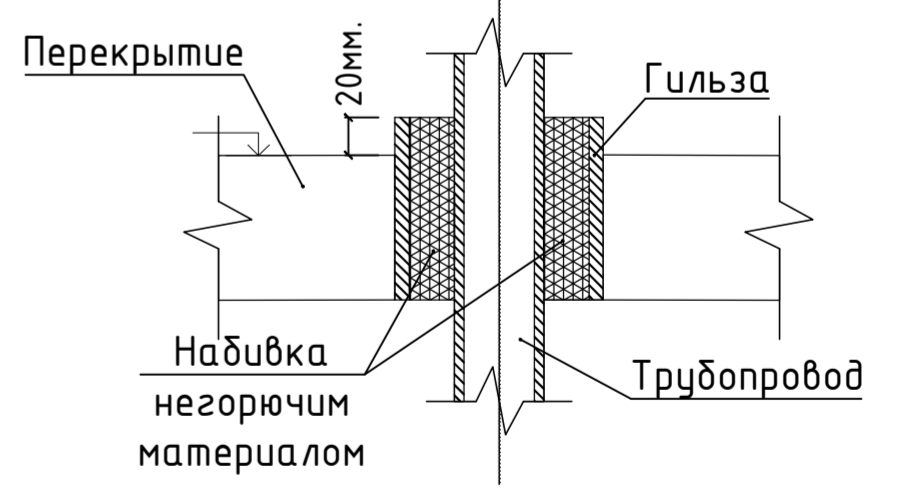 Перекрытие
20мм.
Гильза
Набивка
негорючим
материалом
Трубопровод